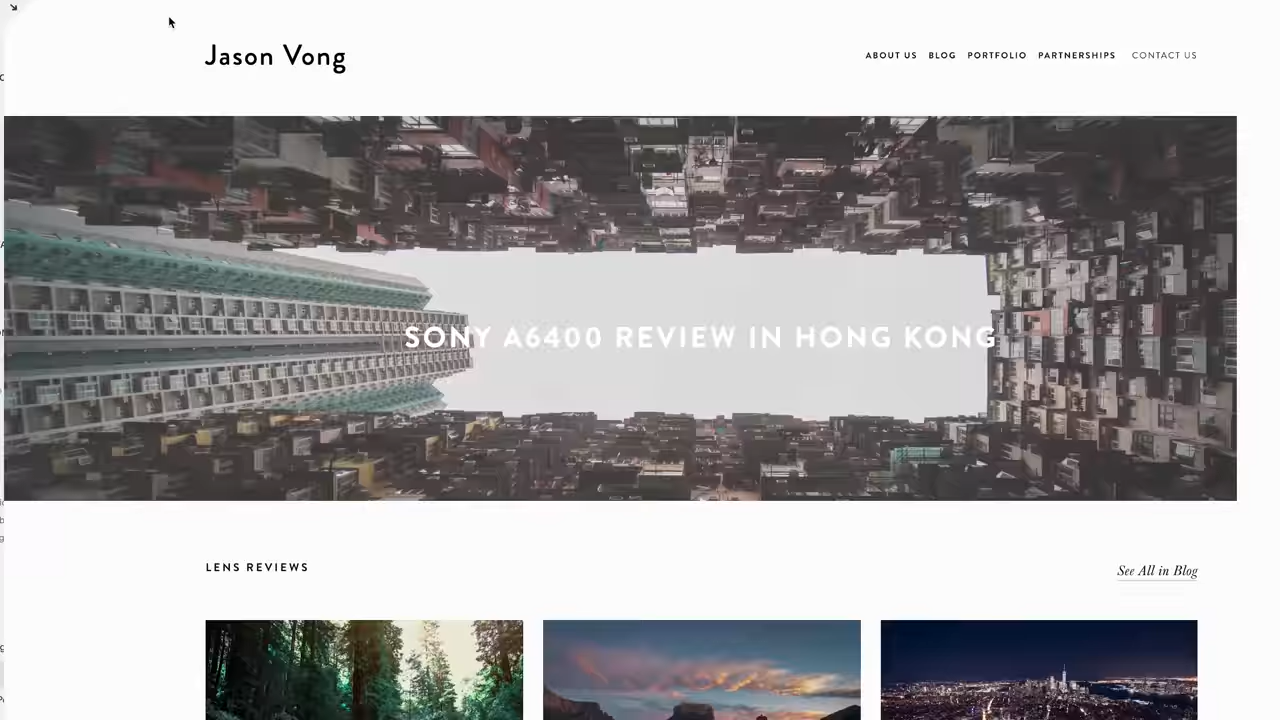 Jason Vong
ABOUT US BLOG PORTFOLIO PARTNERSHIPS CONTACT US
SONY A6400 REVIEW IN HONG KONG
LENS REVIEWS
See All in Blog